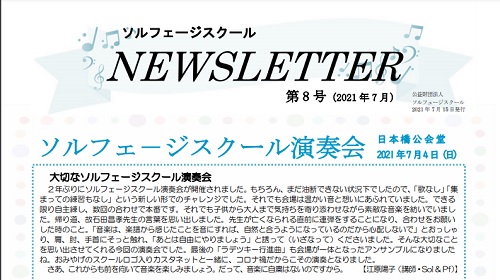 ソルフェージスクール
NEWSLETTER
第8号(2021年7月)
公益財団法人
ソルフェージスクール
2021年7月15日発行
ソルフェージスクール演奏会 日本橋公会堂
2021年7月4日(日)
大切なソルフェージスクール演奏会
2年ぶりにソルフェージスクール演奏会が開催されました。もちろん、まだ油断できない状況下でしたので、「歌なし」「集
まっての練習もなし」という新しい形でのチャレンジでした。それでも会場は温かい音と想いにあふれていました。できる
限り自主練し、数回の合わせで本番です。それでも子供から大人まで気持ちを寄り添わせながら素敵な音楽を紡いでいま
した。帰り道、故石田嘉孝先生の言葉を思い出しました。先生が亡くなられる直前に連弾をすることになり、合わせをお願い
した時のこと。「音楽は、楽譜から感じたことを音にすれば、自然と合うようになっているのだから心配しないで」とおっしゃ
り、肩、肘、手首にそっと触れ、「あとは自由にやりましょう」と誘って(いざなって)くださいました。そんな大切なこと
を思い出させてくれる今回の演奏会でした。最後の「ラデツキー行進曲」も会場が一体となったアンサンブルになりました
ね。おみやげのスクールロゴ入りカスタネットと一緒に、コロナ禍だからこその演奏となりました。
さあ、これからも前を向いて音楽を楽しみましょう。だって、音楽に自粛はないのですから。 【江原陽子(講師・Vol&Pf)】